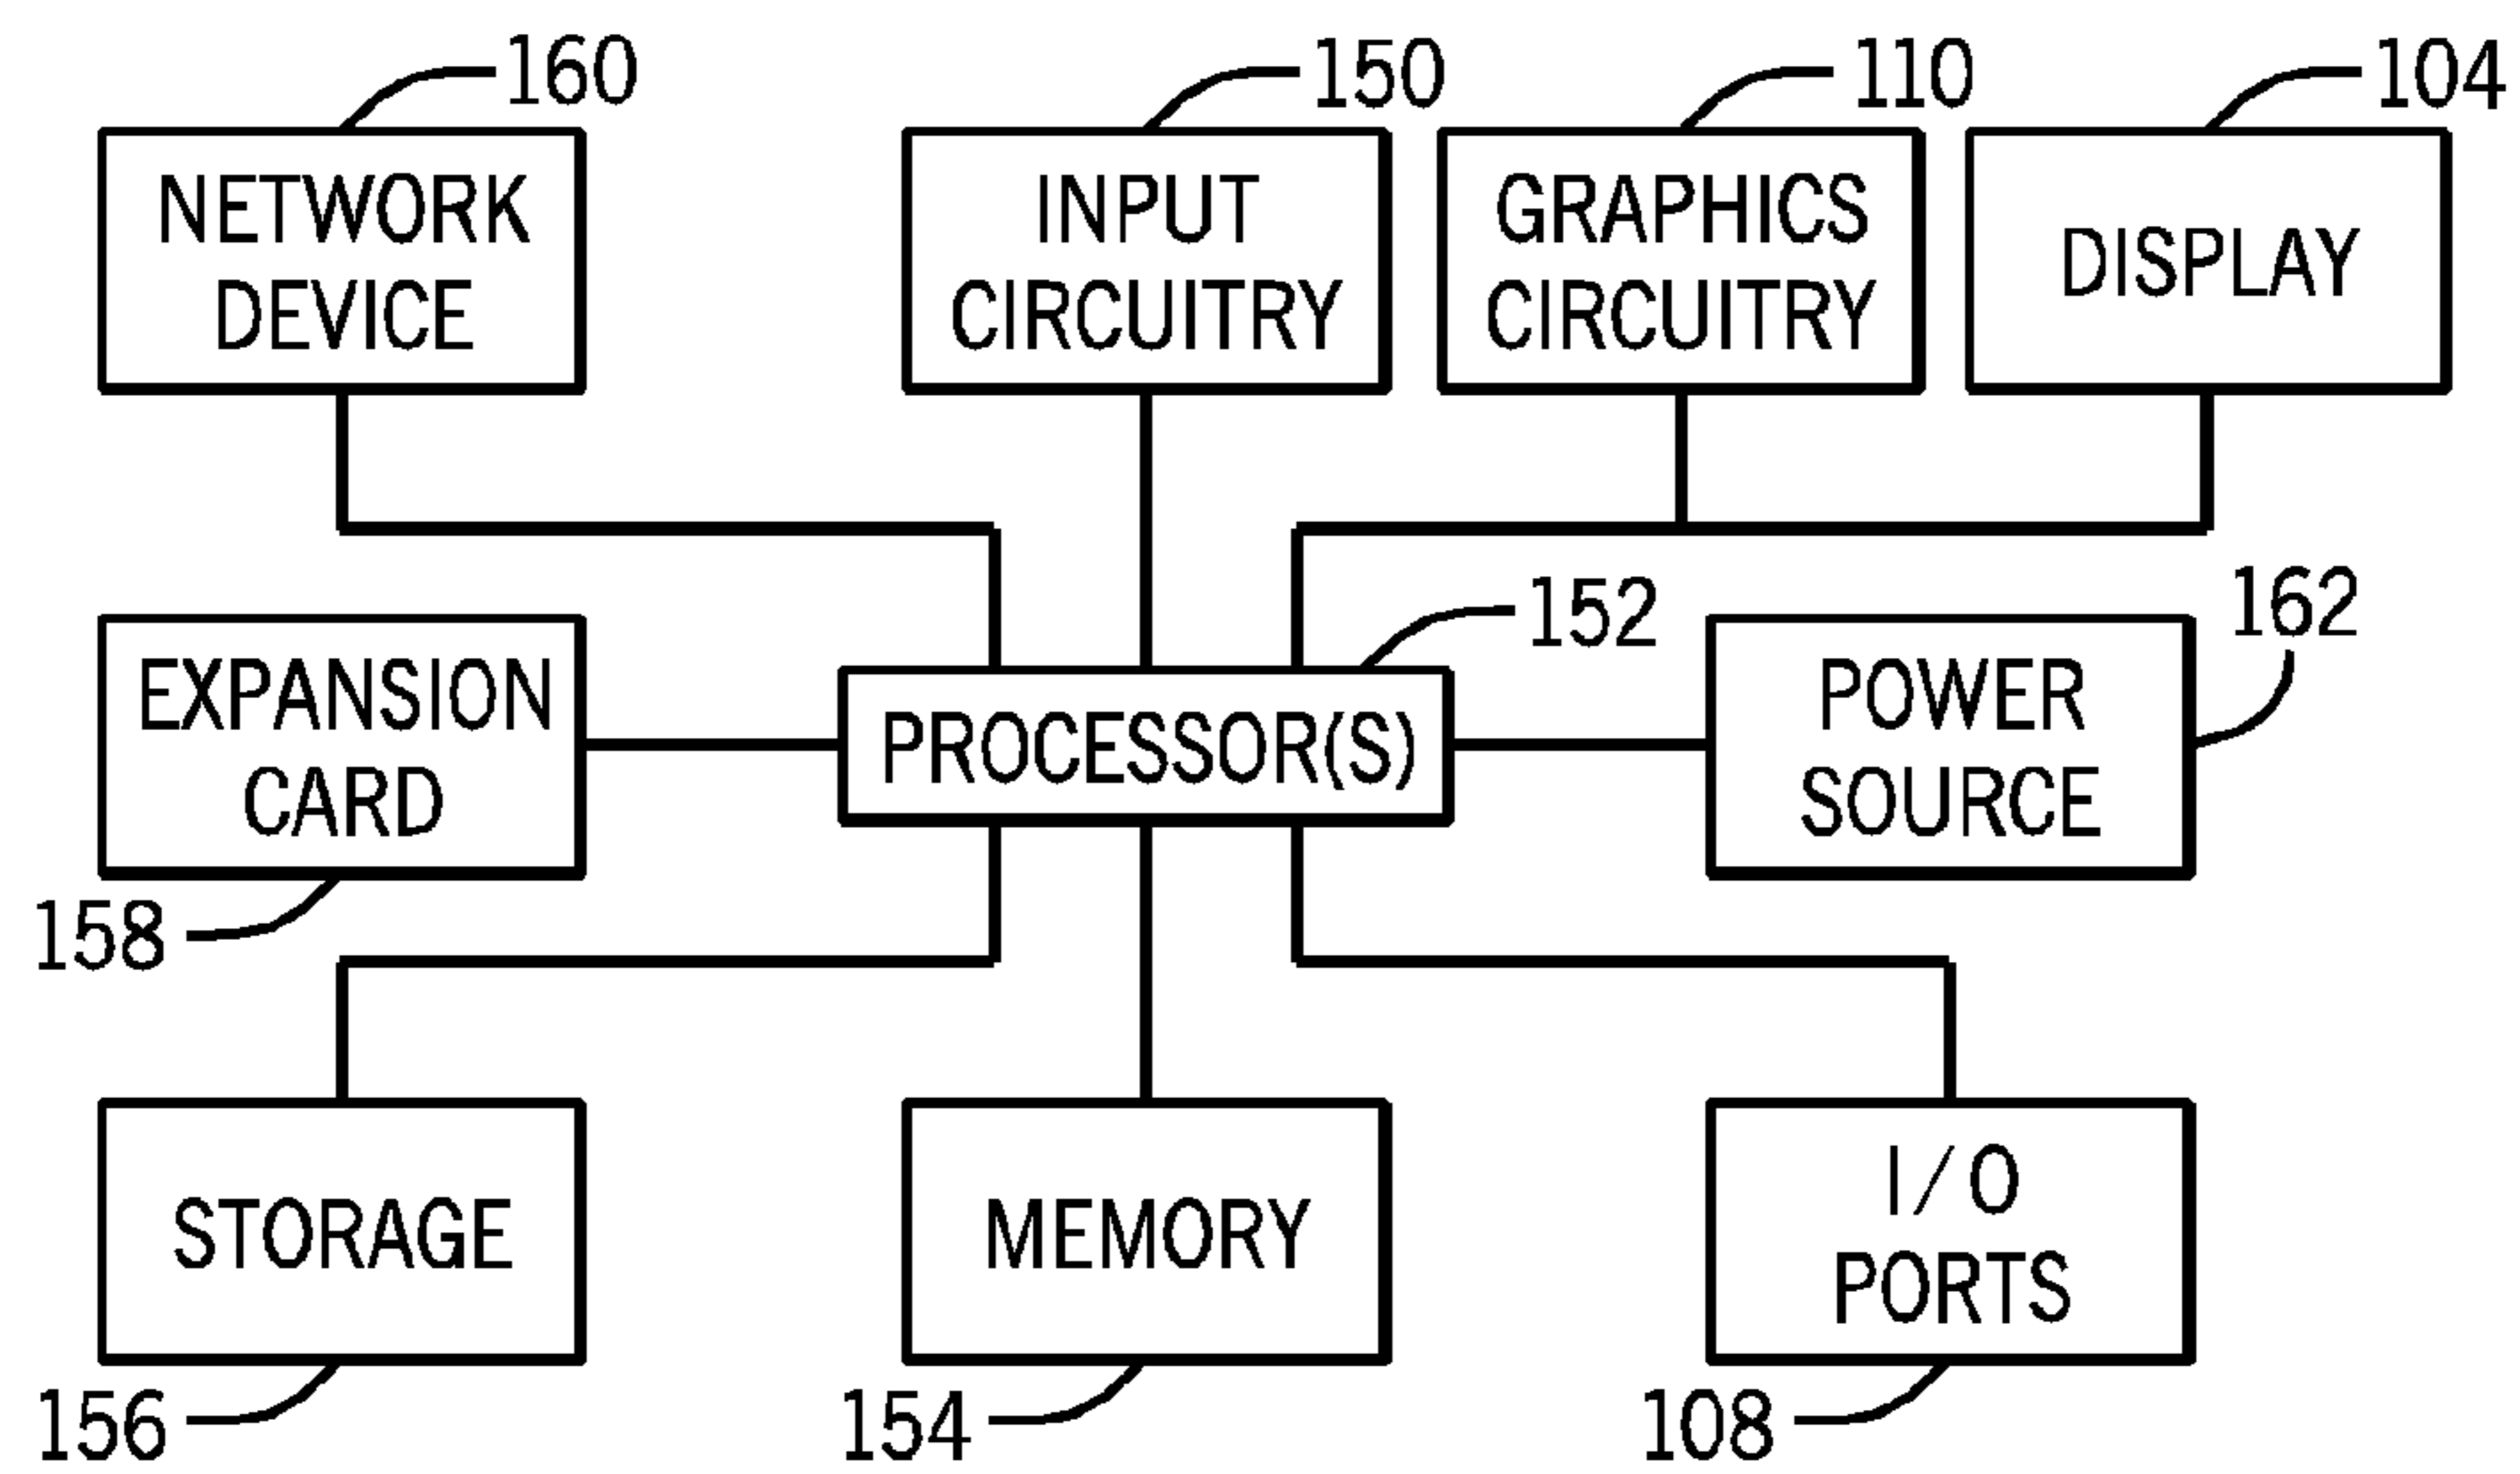 160
150
110
104
NETWORK
DEVICE
INPUT
CIRCUITRY
GRAPHICS
CIRCUITRY
DISPLAY
152
162
EXPANSION
CARD
PROCESSOR(S)
POWER
SOURCE
158
STORAGE
MEMORY
I/O
PORTS
156
154
108